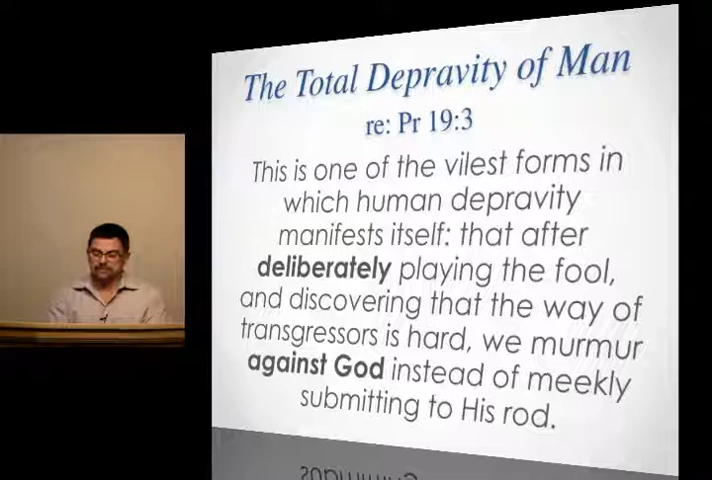 The Total Depravity of Man
re: Pr 19:3
This is one of the vilest forms in
which human depravity
manifests itself: that after
deliberately playing the fool,
and discovering that the way of
transgressors is hard, we murmur
against God instead of meekly
submitting to His rod.